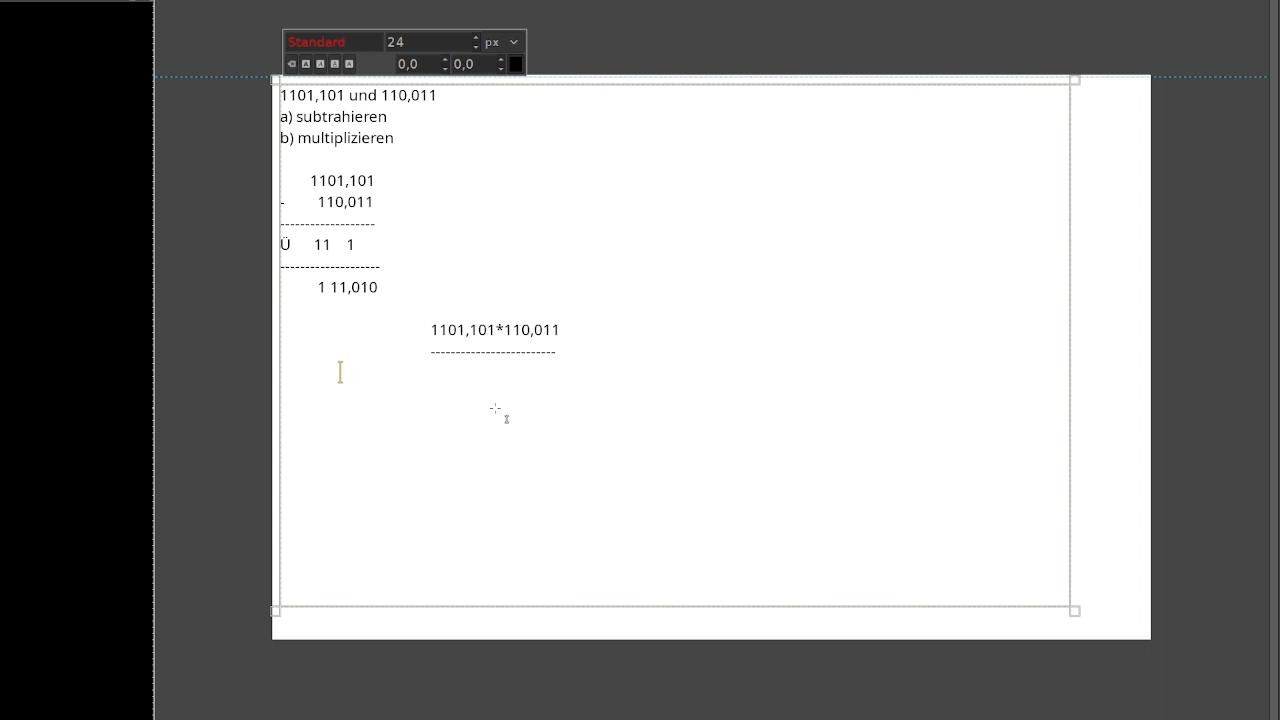 Standard 24 px
0,0 0,0
1101,101 und 110,011
a) subtrahieren
b) multiplizieren
1101,101
- 110,011
-------------------
Ü 11 1
--------------------
1 11,010
1101,101*110,011
-------------------------